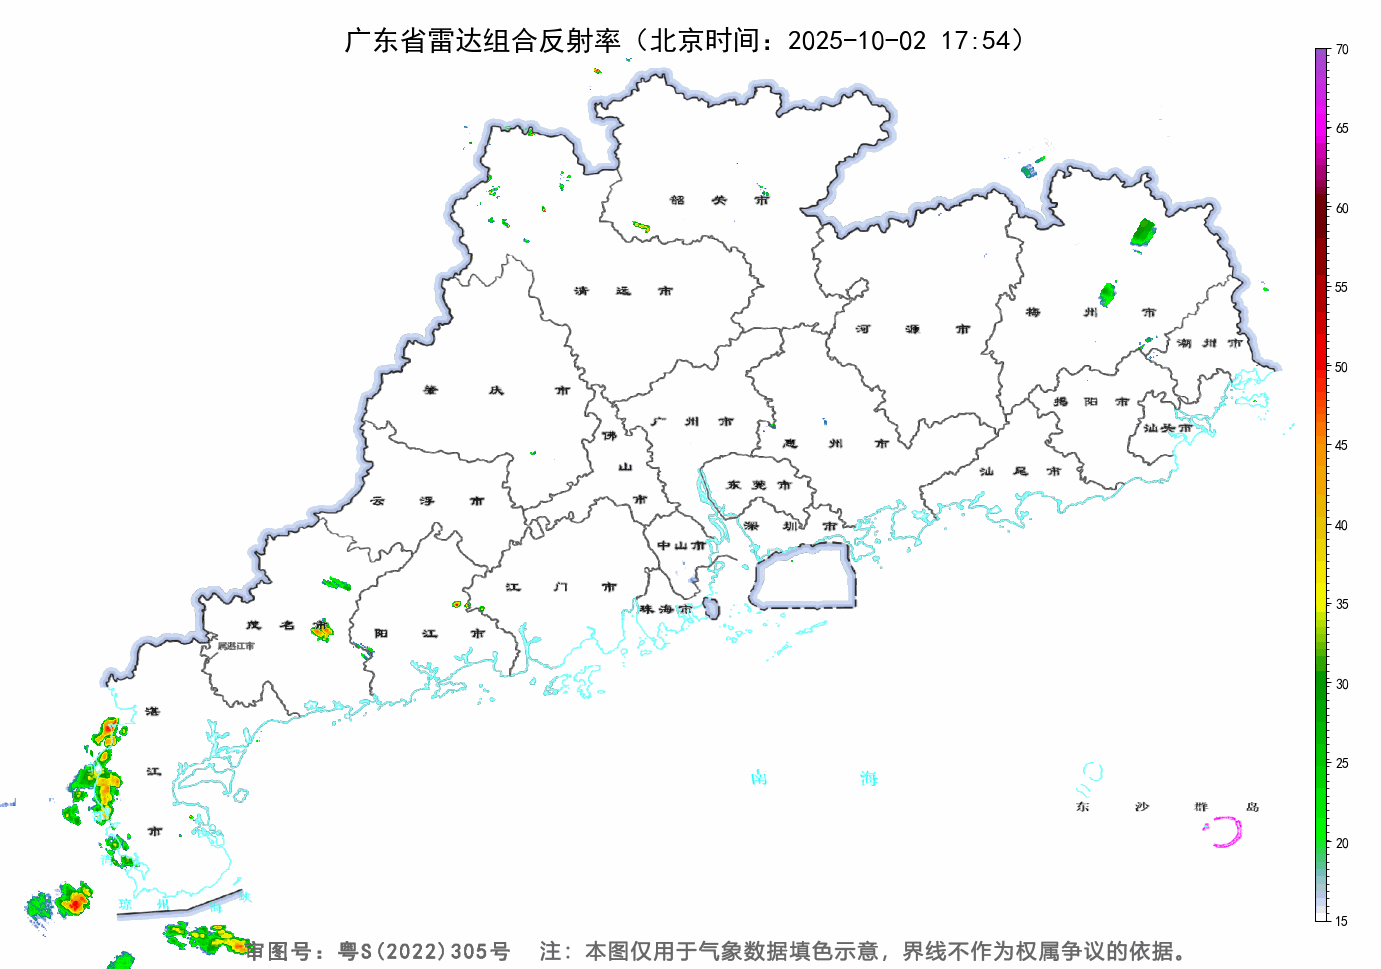 广东省雷达组合反射率（北京时间：2025-10-02 17:54）
70
65
60
55
50
45
40
35
30
25
20
15
韶关市
清远市
河源市
梅州市
潮州市
肇庆市
广州市
佛山市
惠州市
揭阳市
汕头市
汕尾市
云浮市
东莞市
深圳市
中山市
江门市
珠海市
茂名市
阳江市
属湛江市
湛江市
南海
东沙群岛
琼州海峡
审图号：粤S(2022)305号 注：本图仅用于气象数据填色示意，界线不作为权属争议的依据。